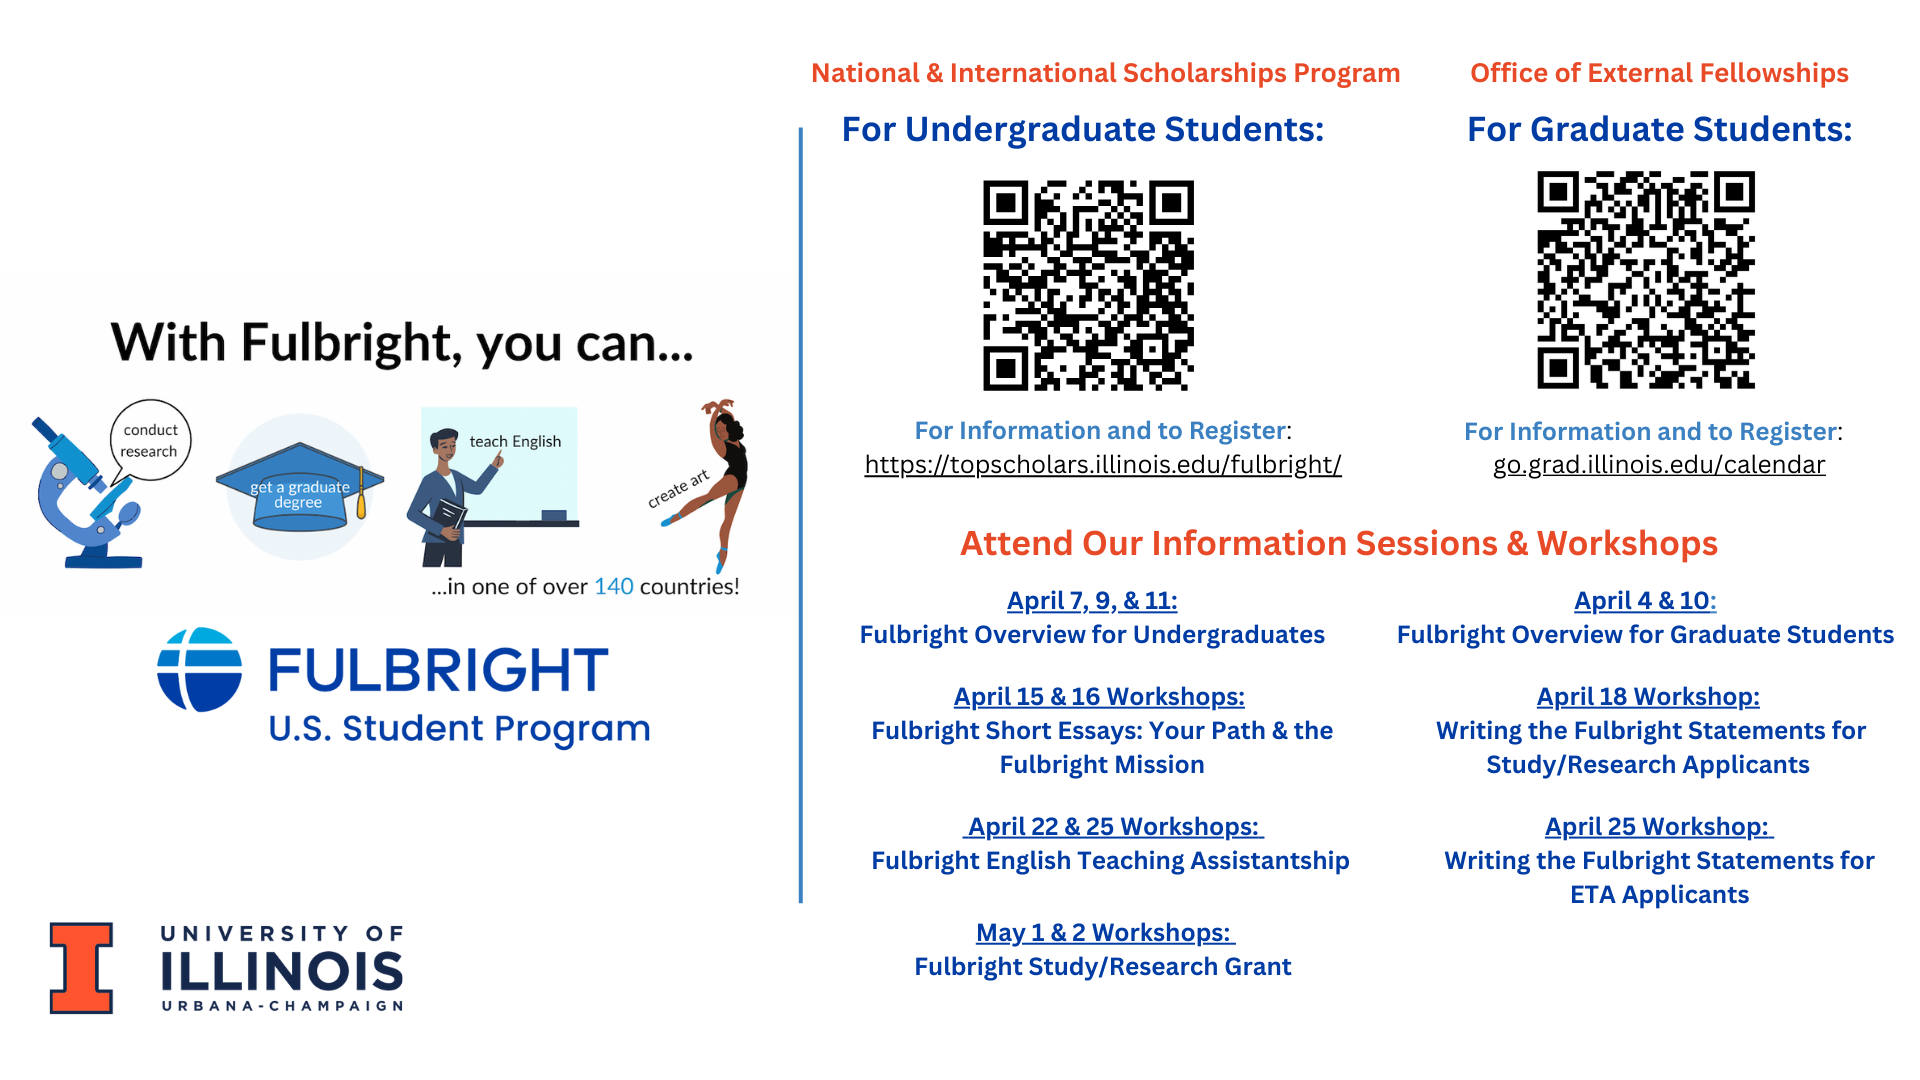 With Fulbright, you can...
conduct
research
get a graduate
degree
teach English
create art
...in one of over 140 countries!
FULBRIGHT
U.S. Student Program
UNIVERSITY OF
ILLINOIS
URBANA-CHAMPAIGN
National & International Scholarships Program
For Undergraduate Students:
For Information and to Register:
https://topscholars.illinois.edu/fulbright/
Office of External Fellowships
For Graduate Students:
For Information and to Register:
go.grad.illinois.edu/calendar
Attend Our Information Sessions & Workshops
April 7, 9, & 11:
Fulbright Overview for Undergraduates
April 15 & 16 Workshops:
Fulbright Short Essays: Your Path & the
Fulbright Mission
April 22 & 25 Workshops:
Fulbright English Teaching Assistantship
May 1 & 2 Workshops:
Fulbright Study/Research Grant
April 4 & 10:
Fulbright Overview for Graduate Students
April 18 Workshop:
Writing the Fulbright Statements for
Study/Research Applicants
April 25 Workshop:
Writing the Fulbright Statements for
ETA Applicants